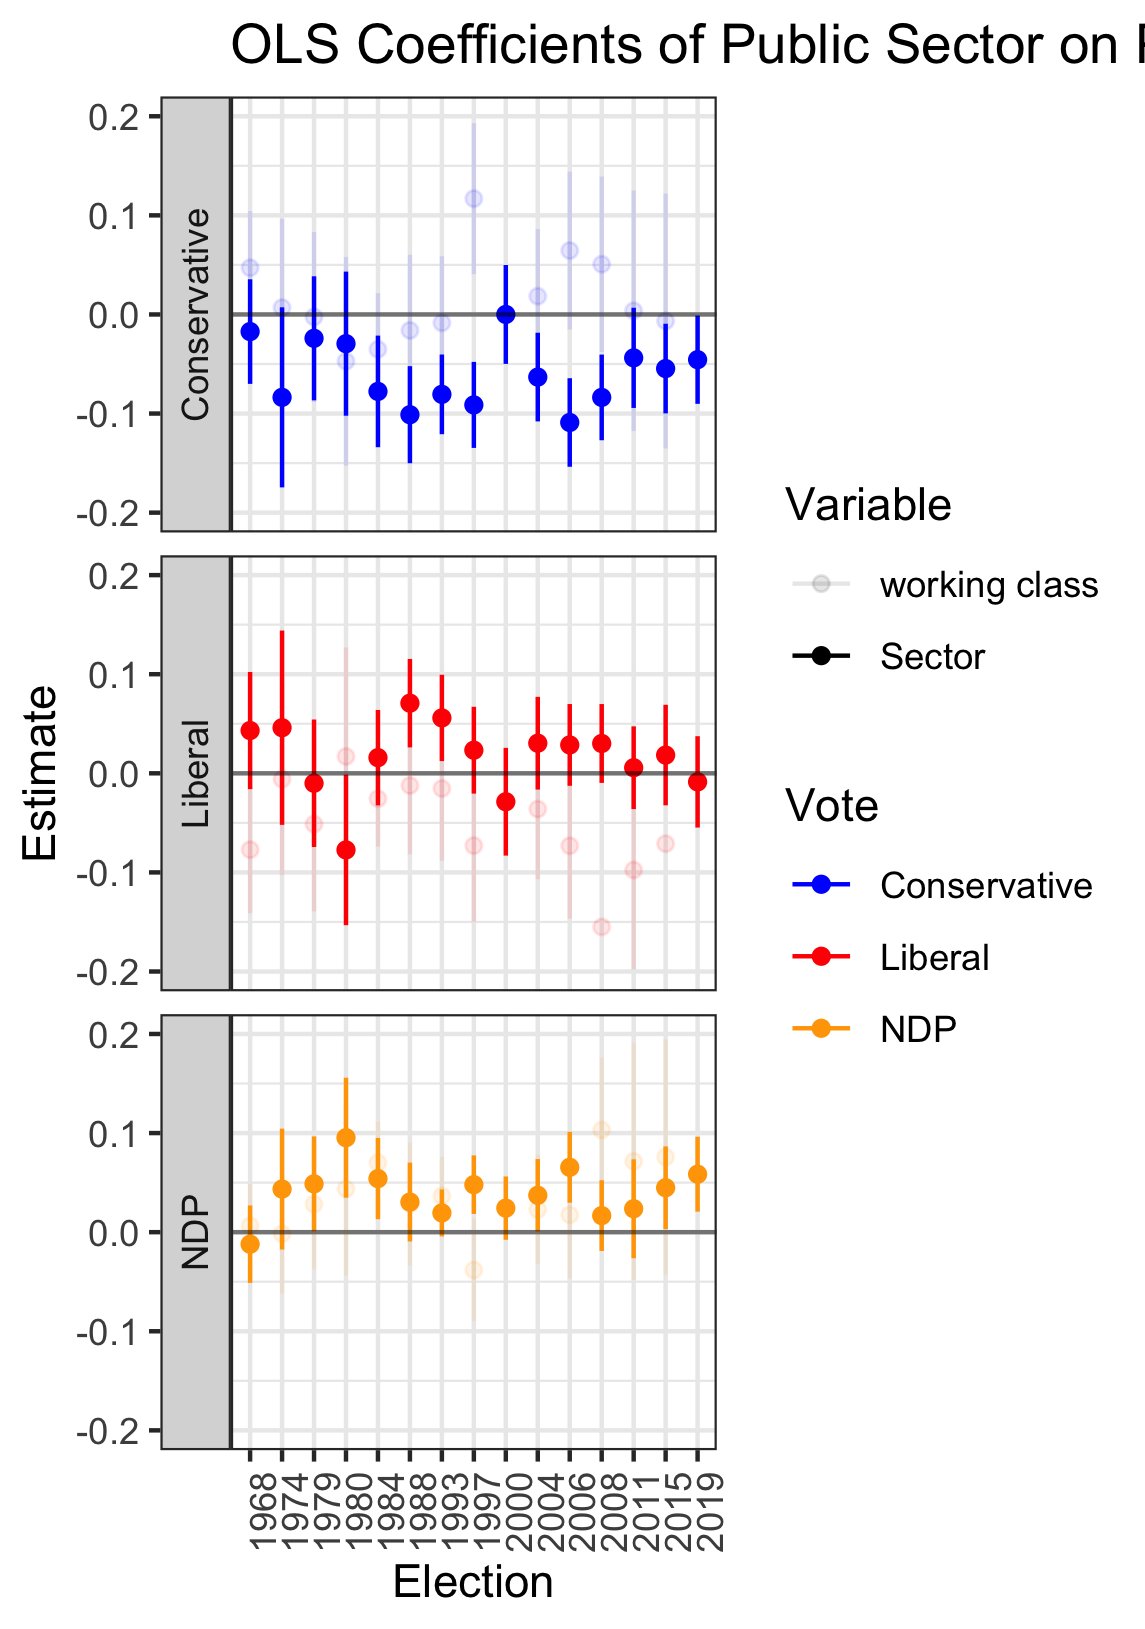 OLS Coefficients of Public Sector on
0.2
0.1
0.0
-0.1
-0.2
Conservative
0.2
0.1
0.0
-0.1
-0.2
Liberal
0.2
0.1
0.0
-0.1
-0.2
NDP
Estimate
1968
1974
1979
1980
1984
1988
1993
1997
2000
2004
2006
2008
2011
2015
2019
Election
Variable
working class
Sector
Vote
Conservative
Liberal
NDP